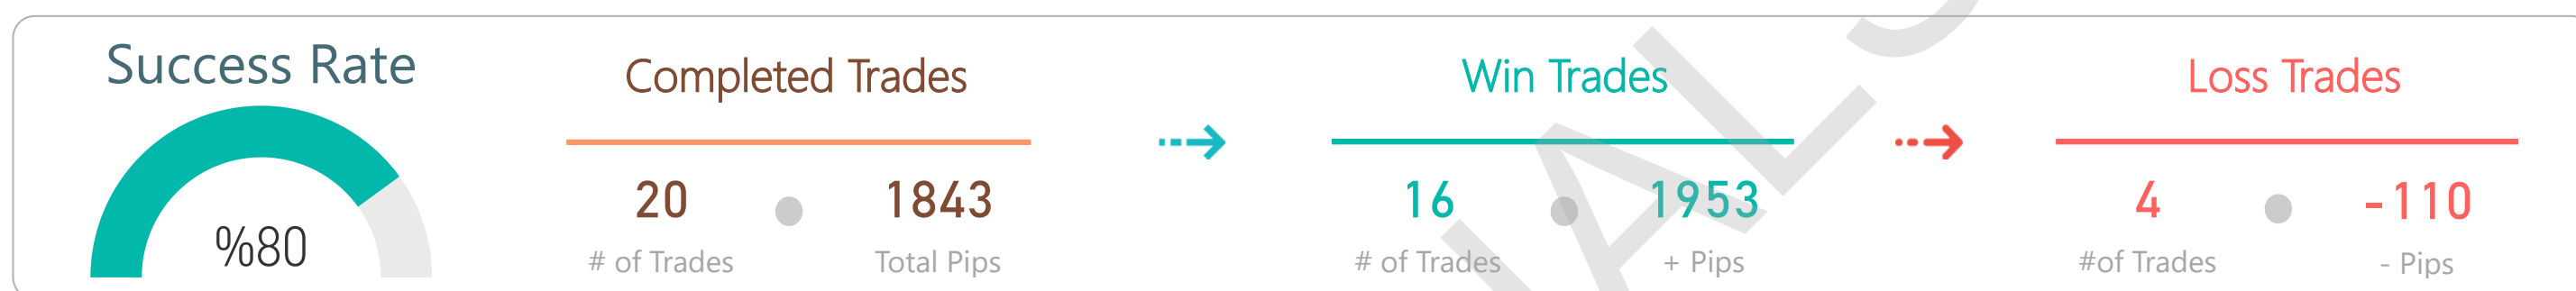 Success Rate
%80
Completed Trades
20 1843
# of Trades Total Pips
Win Trades
16 1953
# of Trades + Pips
Loss Trades
4 -110
#of Trades - Pips